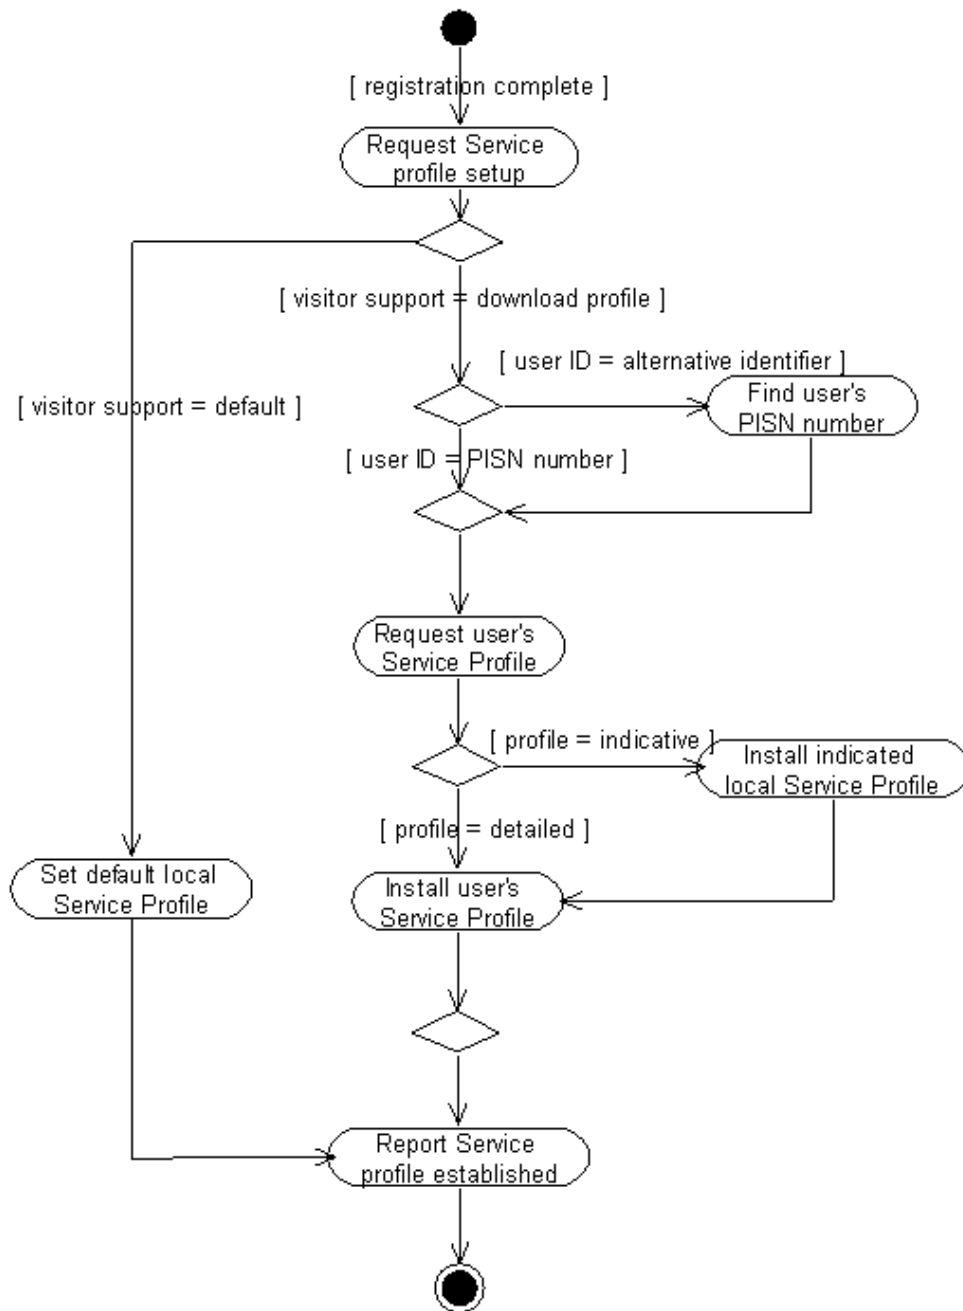 [ registration complete ]
Request Service
profile setup
[ visitor support = download profile ]
[ user ID = alternative identifier ]
Find user's
PISN number
[ visitor support = default ]
[ user ID = PISN number ]
Request user's
Service Profile
[ profile = indicative ]
Install indicated
local Service Profile
[ profile = detailed ]
Set default local
Service Profile
Install user's
Service Profile
Report Service
profile established